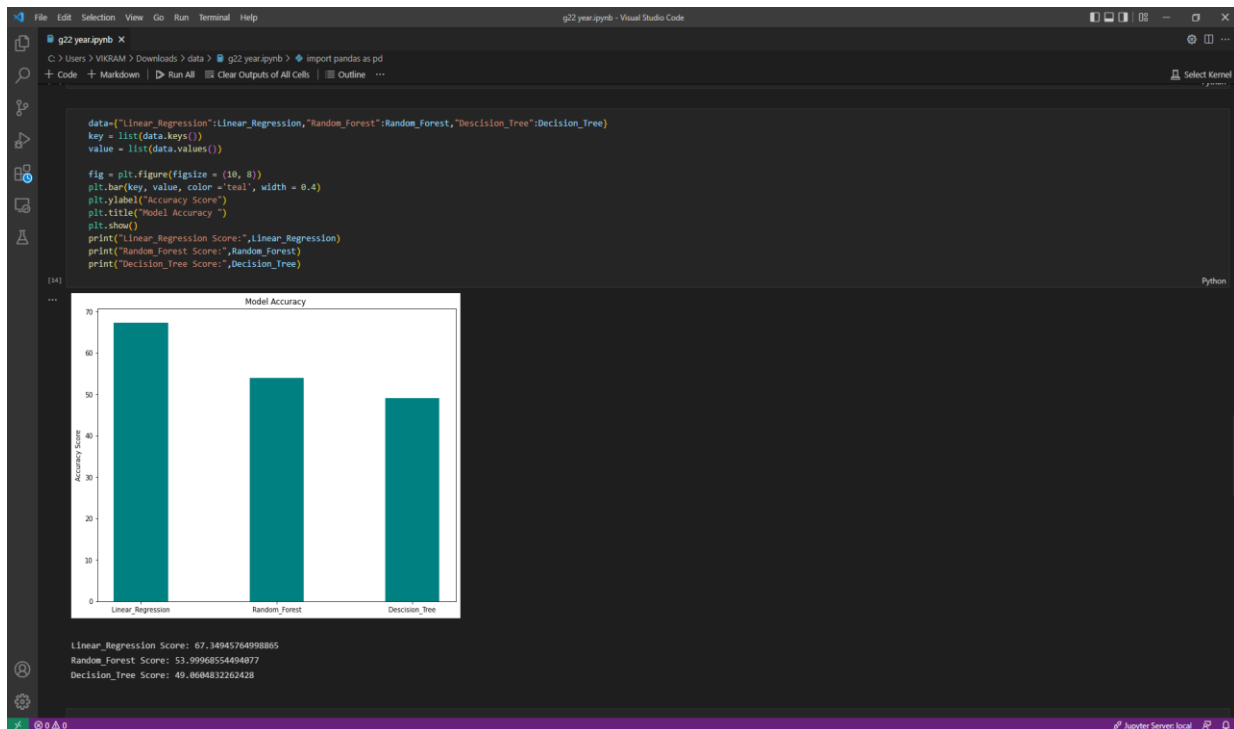 File Edit Selection View Go Run Terminal Help
g22 year.ipynb - Visual Studio Code
g22 year.ipynb
C: > Users > VIKRAM > Downloads > data > g22 year.ipynb > import pandas as pd
+ Code + Markdown | Run All Clear Outputs of All Cells | Outline ...
Select Kernel
data={"Linear_Regression":Linear_Regression,"Random_Forest":Random_Forest,"Descision_Tree":Decision_Tree}
key = list(data.keys())
value = list(data.values())
fig = plt.figure(figsize = (10, 8))
plt.bar(key, value, color ='teal', width = 0.4)
plt.ylabel("Accuracy Score")
plt.title("Model Accuracy ")
plt.show()
print("Linear_Regression Score:",Linear_Regression)
print("Random_Forest Score:",Random_Forest)
print("Decision_Tree Score:",Decision_Tree)
[14]
Python
...
Model Accuracy
70
60
50
40
30
20
10
0
Accuracy Score
Linear_Regression Random_Forest Descision_Tree
Linear_Regression Score: 67.34945764998865
Random_Forest Score: 53.99968554494077
Decision_Tree Score: 49.0604832262428
0 0
Jupyter Server: local